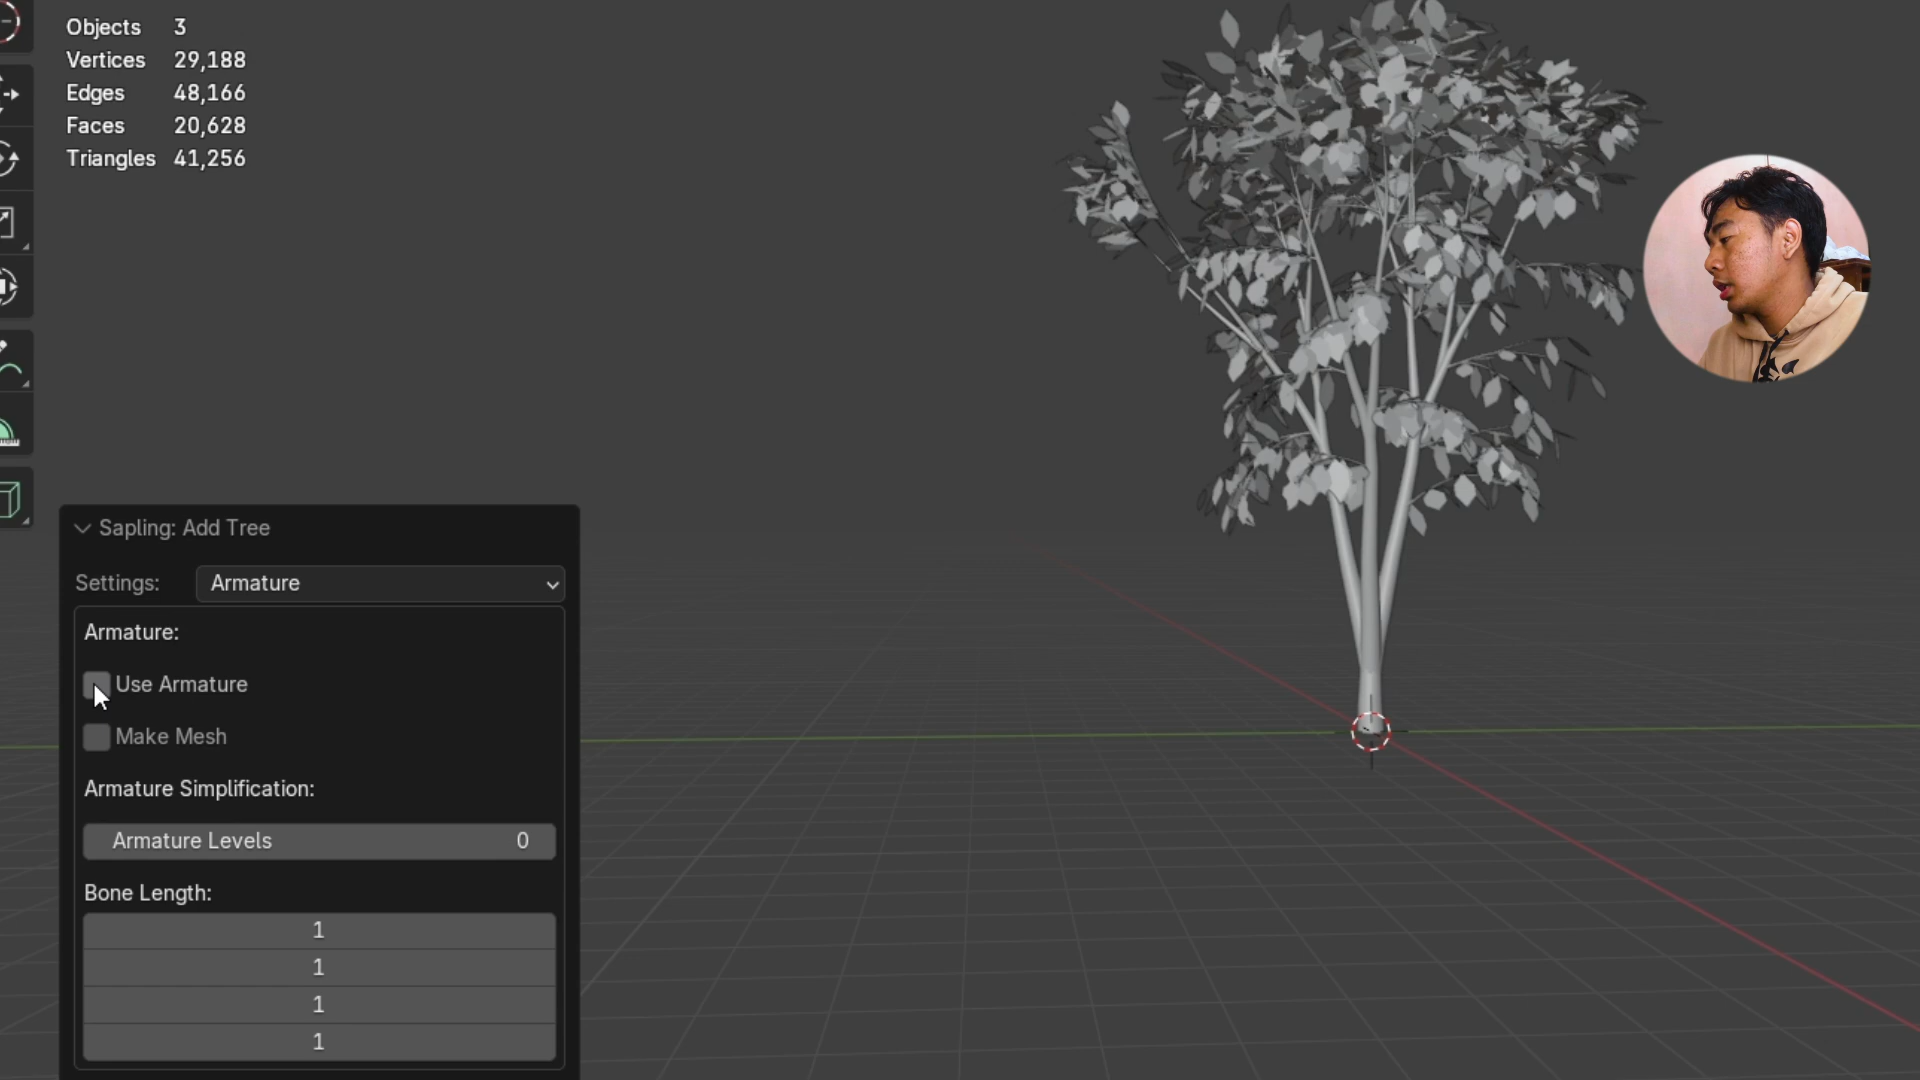 Objects 3
Vertices 29,188
Edges 48,166
Faces 20,628
Triangles 41,256
Sapling: Add Tree
Settings: Armature
Armature:
Use Armature
Make Mesh
Armature Simplification:
Armature Levels 0
Bone Length:
1
1
1
1